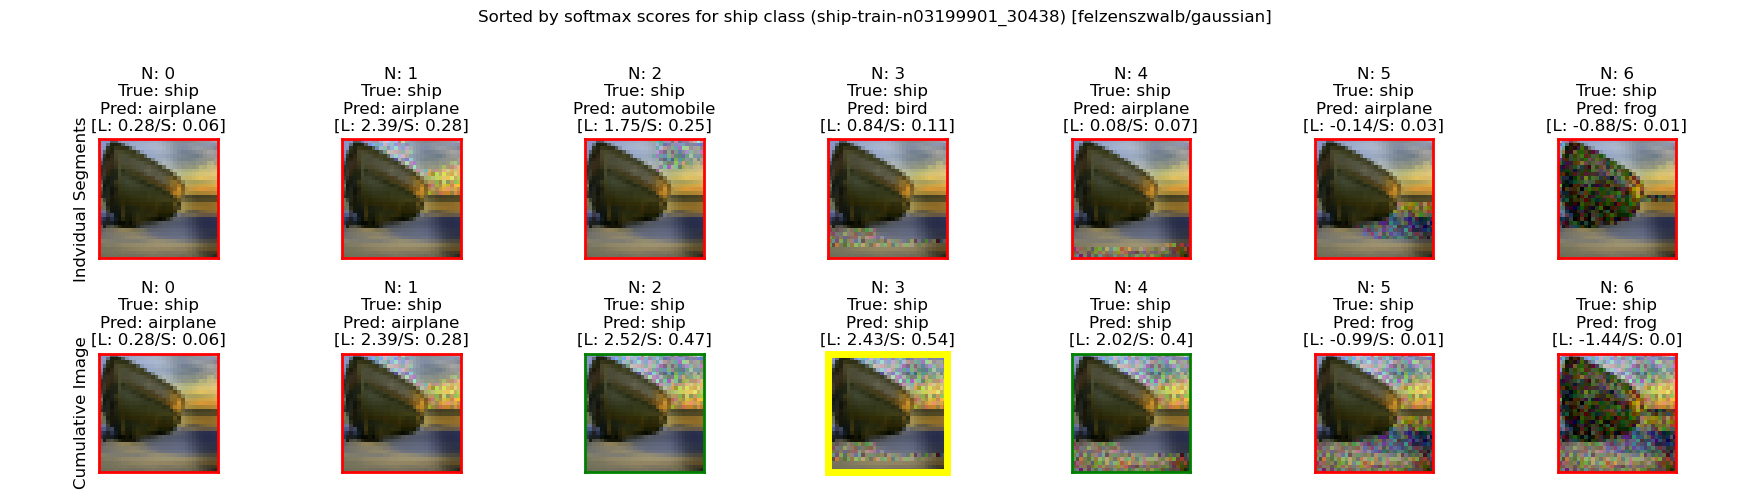 Sorted by softmax scores for ship class (ship-train-n03199901_30438) [felzenszwalb/gaussian]
Indvidual Segments
N: 0
True: ship
Pred: airplane
[L: 0.28/S: 0.06]
N: 1
True: ship
Pred: airplane
[L: 2.39/S: 0.28]
N: 2
True: ship
Pred: automobile
[L: 1.75/S: 0.25]
N: 3
True: ship
Pred: bird
[L: 0.84/S: 0.11]
N: 4
True: ship
Pred: airplane
[L: 0.08/S: 0.07]
N: 5
True: ship
Pred: airplane
[L: -0.14/S: 0.03]
N: 6
True: ship
Pred: frog
[L: -0.88/S: 0.01]
Cumulative Image
N: 0
True: ship
Pred: airplane
[L: 0.28/S: 0.06]
N: 1
True: ship
Pred: airplane
[L: 2.39/S: 0.28]
N: 2
True: ship
Pred: ship
[L: 2.52/S: 0.47]
N: 3
True: ship
Pred: ship
[L: 2.43/S: 0.54]
N: 4
True: ship
Pred: ship
[L: 2.02/S: 0.4]
N: 5
True: ship
Pred: frog
[L: -0.99/S: 0.01]
N: 6
True: ship
Pred: frog
[L: -1.44/S: 0.0]